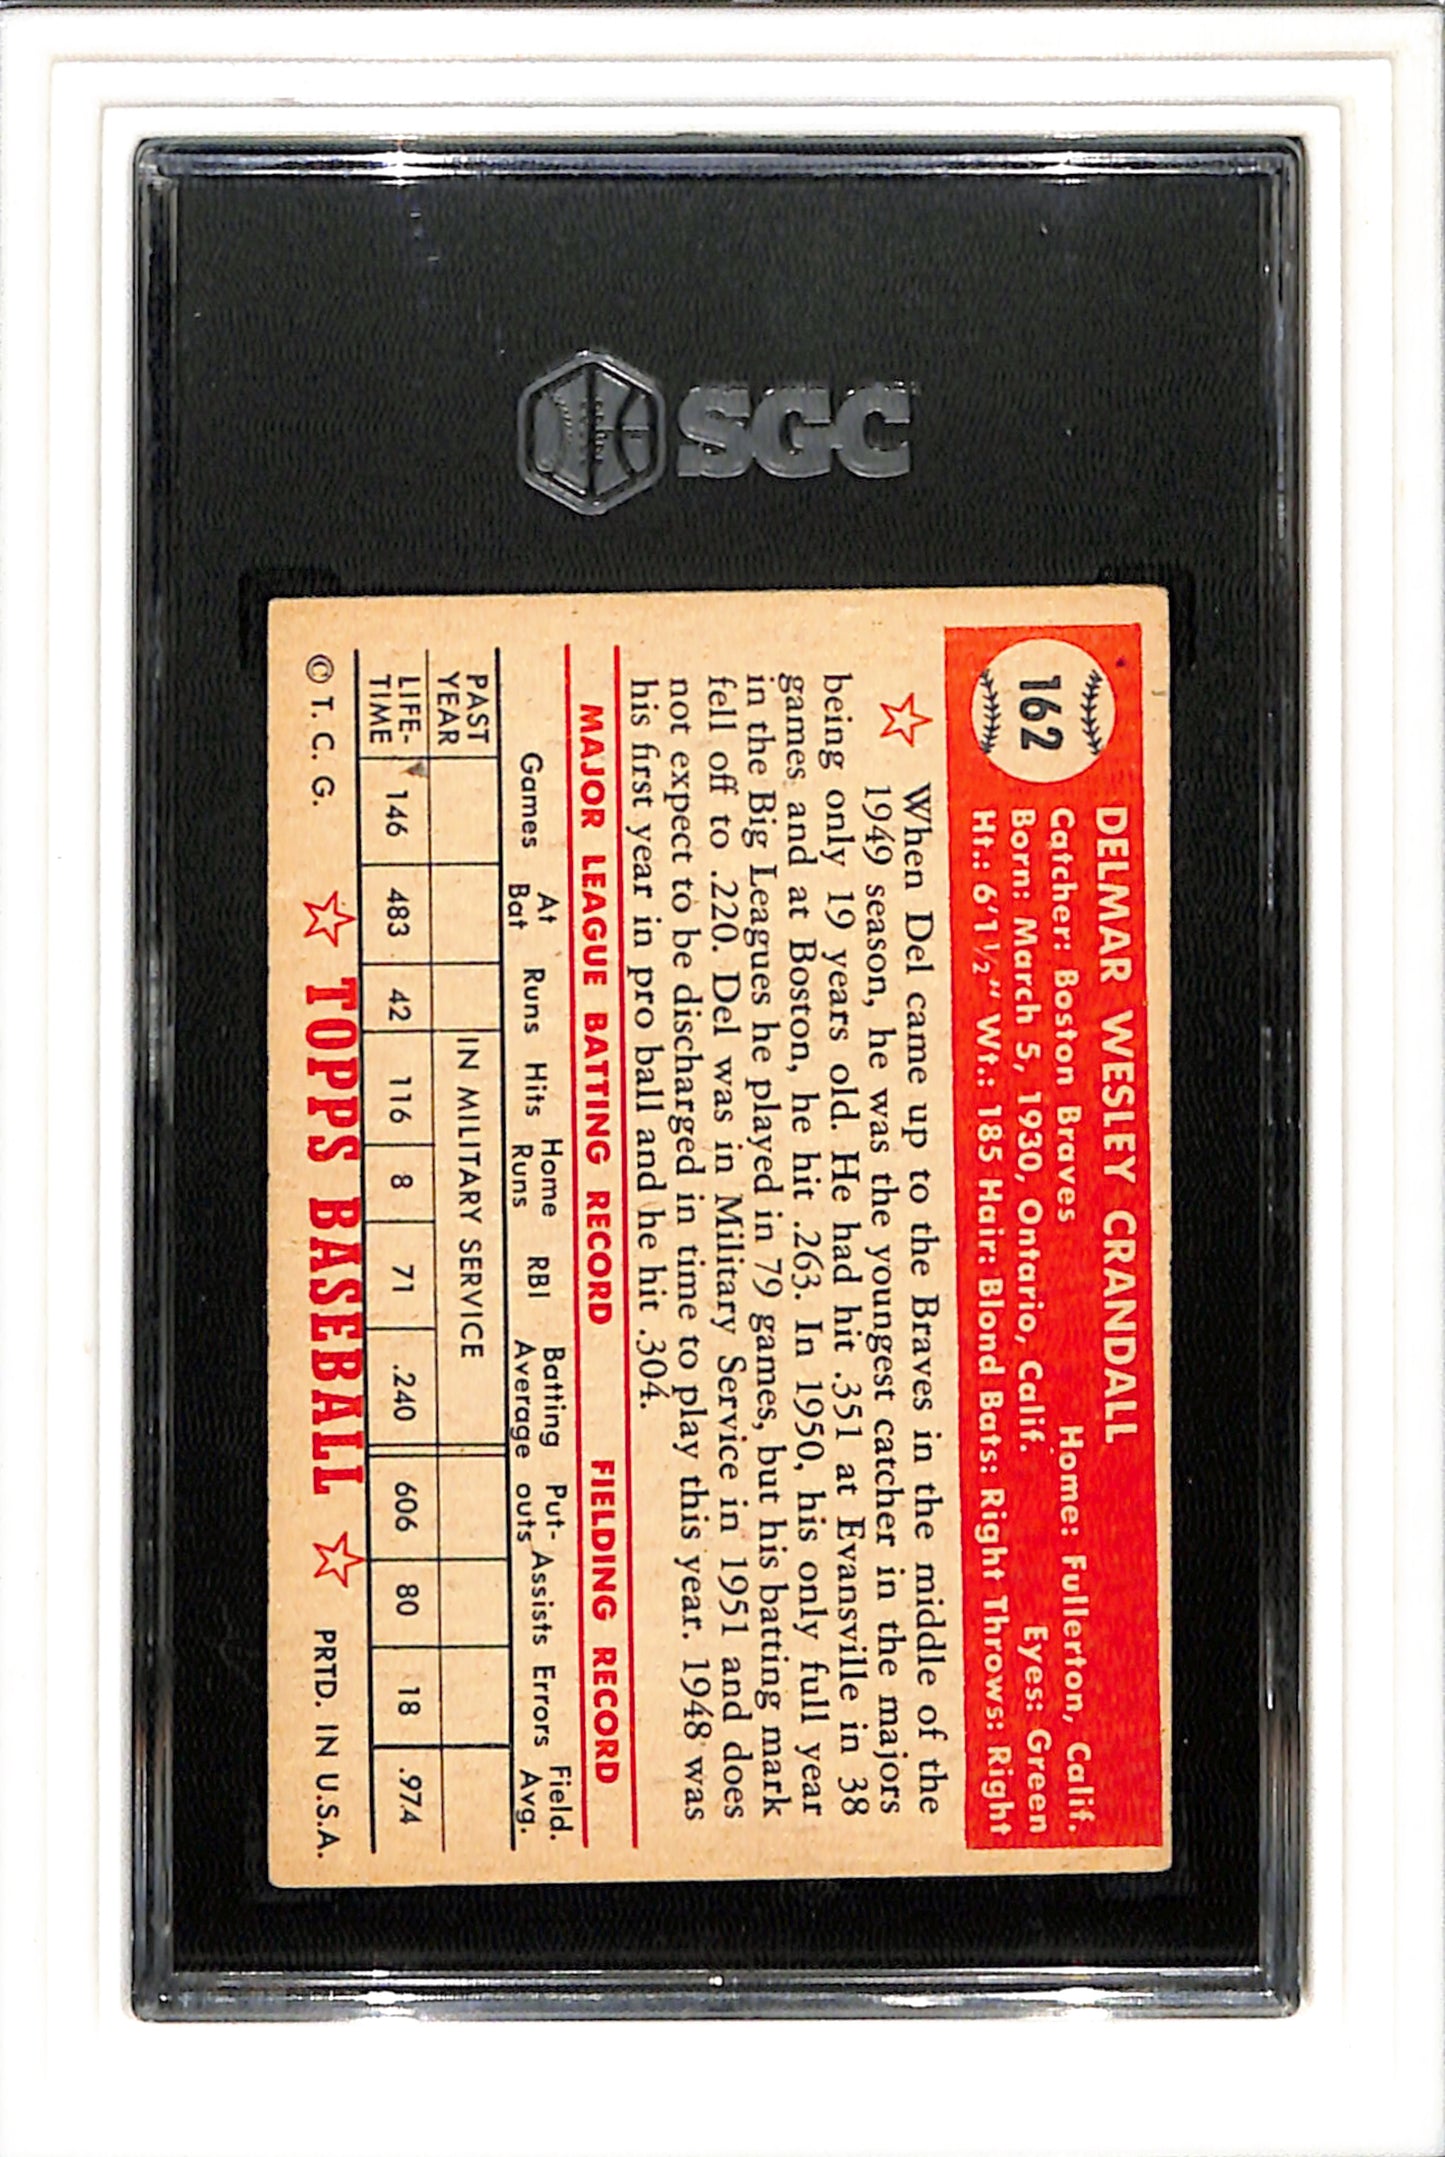 SGC
162
DELMAR WESLEY CRANDALL
Catcher: Boston Braves Home: Fullerton, Calif.
Born: March 5, 1930, Ontario, Calif. Eyes: Green
Ht.: 6'1½" Wt.: 185 Hair: Blond Bats: Right Throws: Right
When Del came up to the Braves in the middle of the
1949 season, he was the youngest catcher in the majors
being only 19 years old. He had hit .351 at Evansville in 38
games and at Boston, he hit .263. In 1950, his only full year
in the Big Leagues he played in 79 games, but his batting mark
fell off to .220. Del was in Military Service in 1951 and does
not expect to be discharged in time to play this year. 1948 was
his first year in pro ball and he hit .304.
MAJOR LEAGUE BATTING RECORD FIELDING RECORD
Games At Bat Runs Hits Home Runs RBI Batting Average Put-outs Assists Errors Field. Avg.
PAST YEAR IN MILITARY SERVICE
LIFE-TIME 146 483 42 116 8 71 .240 606 80 18 .974
© T. C. G. TOPPS BASEBALL PRTD. IN U.S.A.